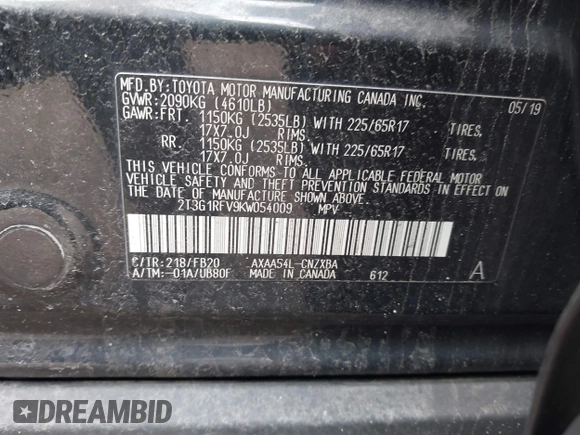 MFD.BY:TOYOTA MOTOR MANUFACTURING CANADA INC. 05/19
GVWR:2090KG (4610LB)
GAWR:FRT. 1150KG (2535LB) WITH 225/65R17 TIRES,
17X7.0J RIMS.
RR. 1150KG (2535LB) WITH 225/65R17 TIRES,
17X7.0J RIMS.
THIS VEHICLE CONFORMS TO ALL APPLICABLE FEDERAL MOTOR
VEHICLE SAFETY AND THEFT PREVENTION STANDARDS IN EFFECT ON
THE DATE OF MANUFACTURE SHOWN ABOVE.
2T3G1RFV9KW054009 MPV
C/TR:218/FB20 AXAA54L-CNZXBA A
A/TM:-01A/UB80F MADE IN CANADA 612
DREAMBID